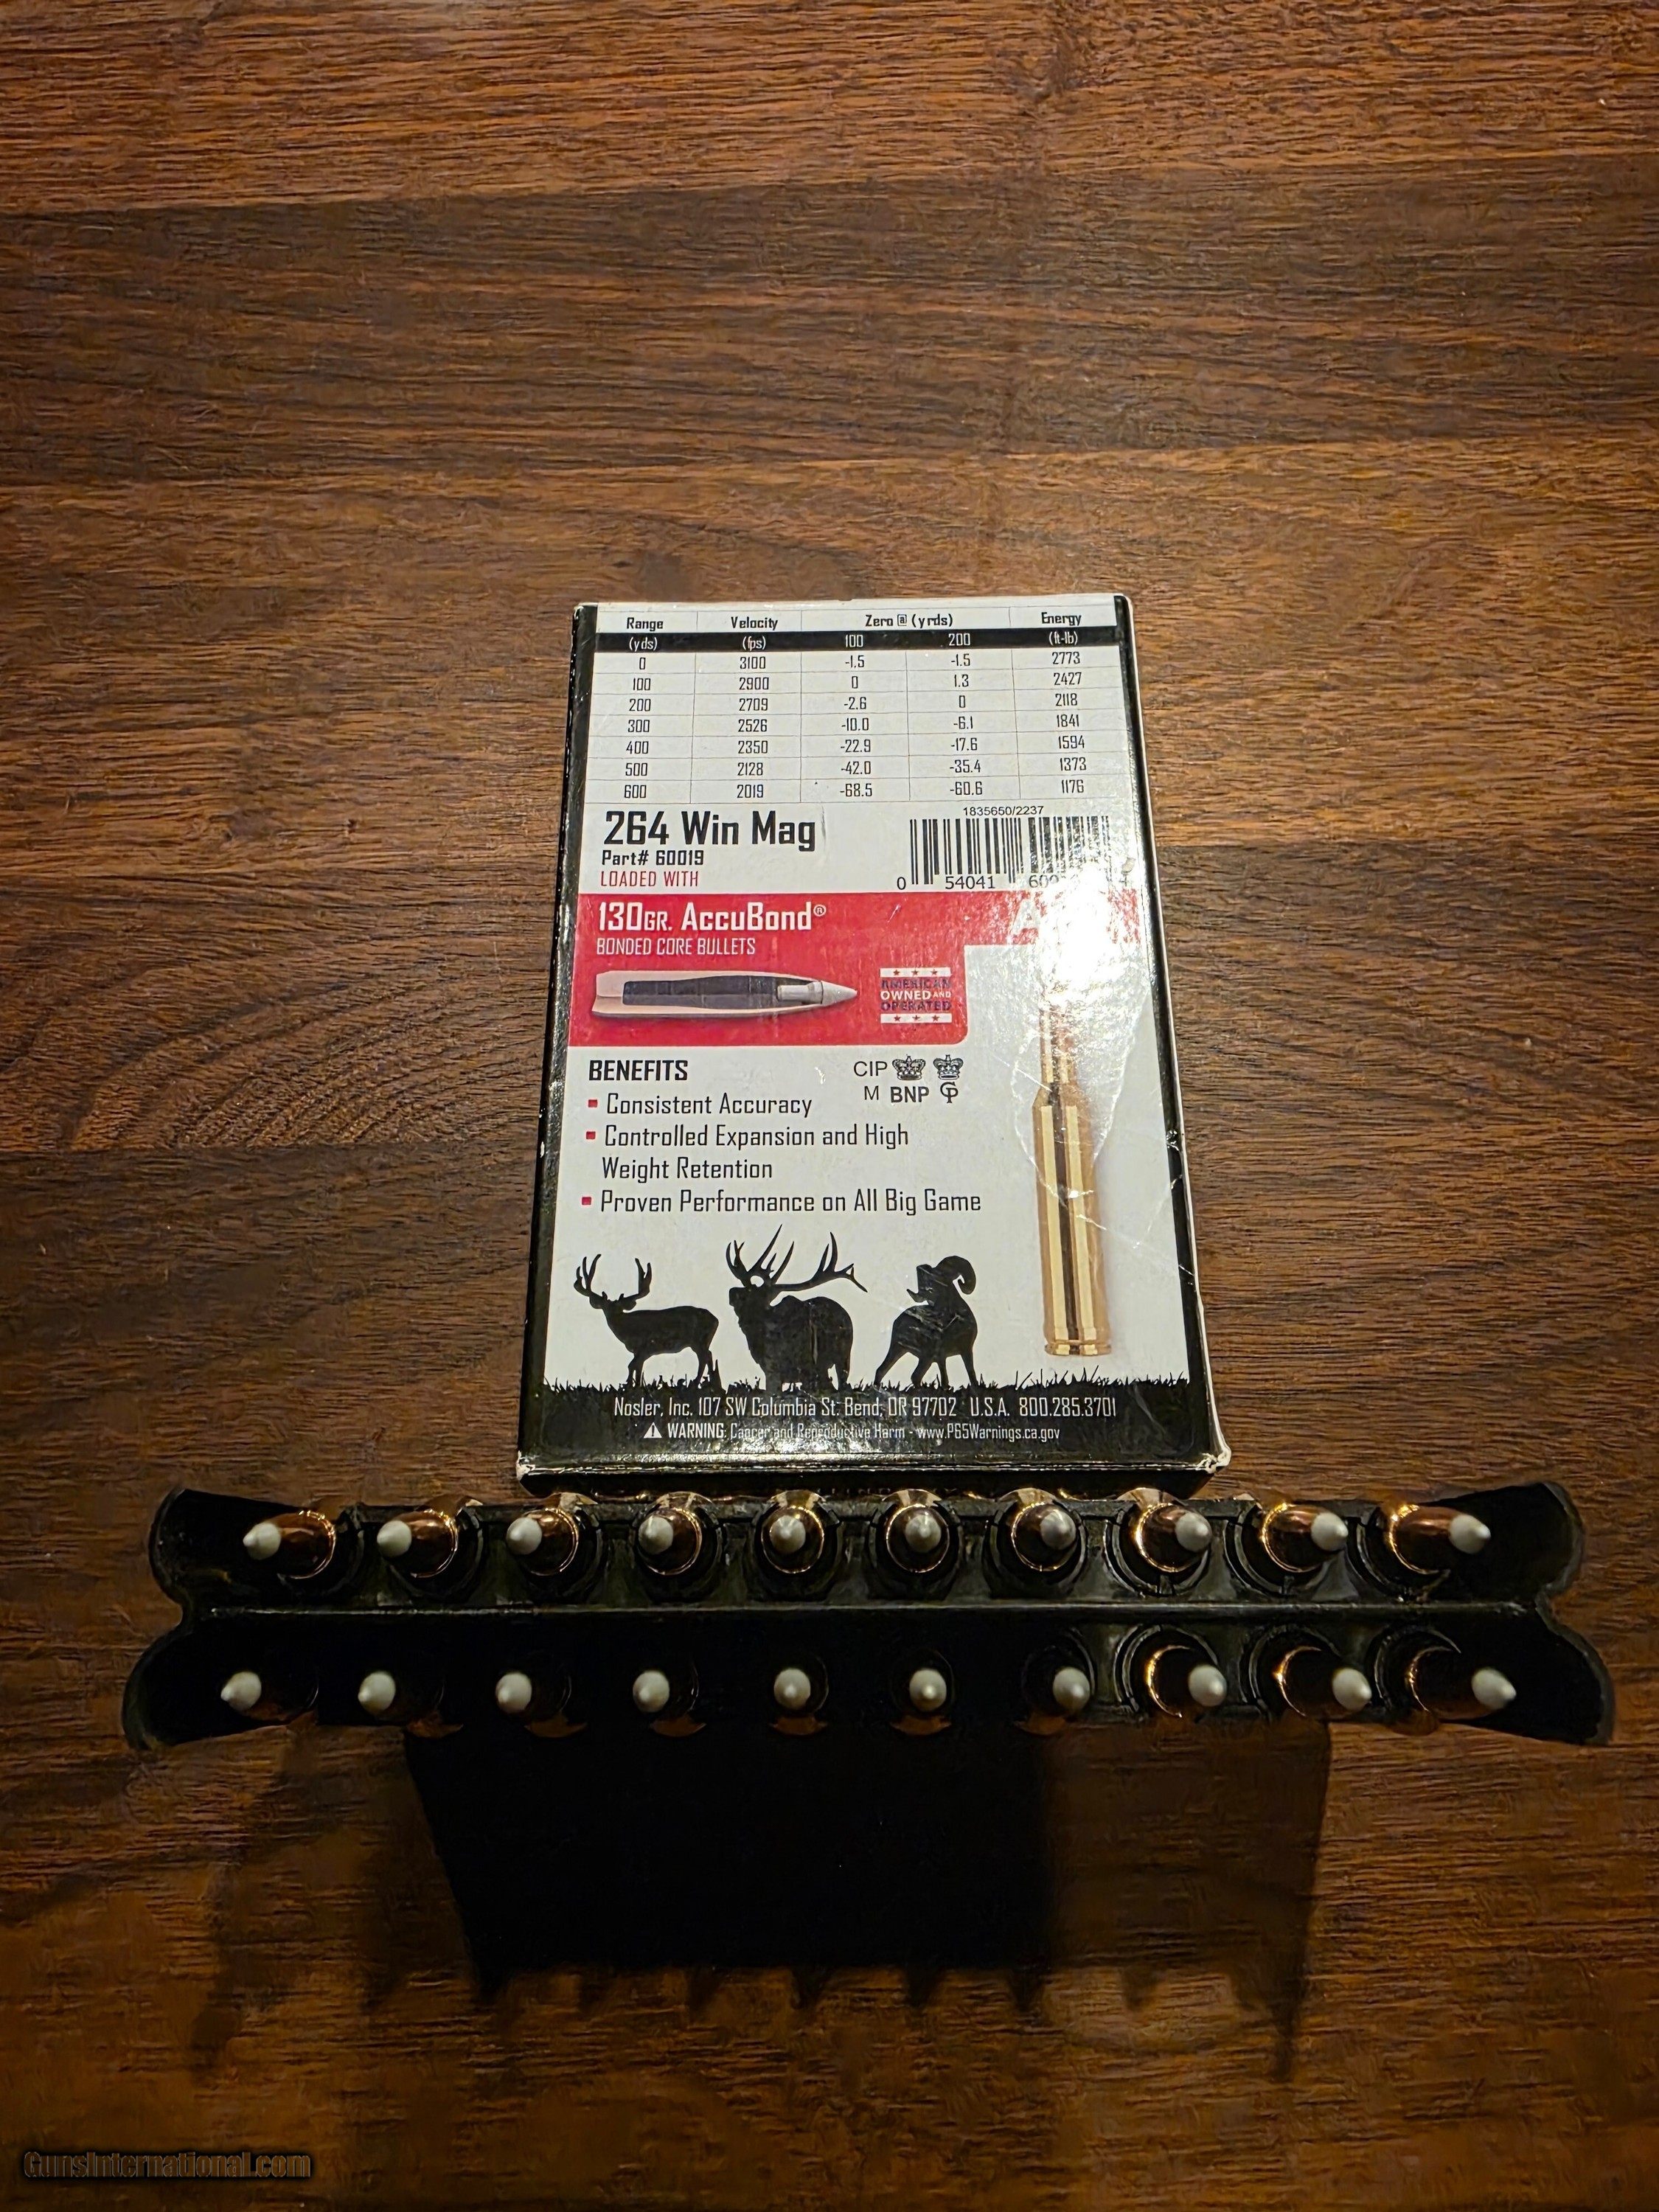 Range Velocity Zero @ (yrds) Energy
(yds) (fps) 100 200 (ft-lb)
0 3100 -1.5 -1.5 2773
100 2900 0 1.3 2427
200 2709 -2.6 0 2118
300 2526 -10.0 -6.1 1841
400 2350 -22.9 -17.6 1594
500 2128 -42.0 -35.4 1373
600 2019 -68.5 -60.6 1176
264 Win Mag
Part# 60019
LOADED WITH
1835650/2237
0 54041
130GR. AccuBond®
BONDED CORE BULLETS
AMERICAN
OWNED AND
OPERATED
BENEFITS
CIP
M BNP
Consistent Accuracy
Controlled Expansion and High
Weight Retention
Proven Performance on All Big Game
Nosler, Inc. 107 SW Columbia St. Bend, OR 97702 U.S.A. 800.285.3701
WARNING: Cancer and Reproductive Harm - www.P65Warnings.ca.gov
GunsInternational.com